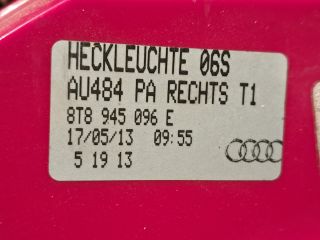 HECKLEUCHTE 06S
AU484 PA RECHTS T1
8T8 945 096 E
17/05/13 09:55
5 19 13